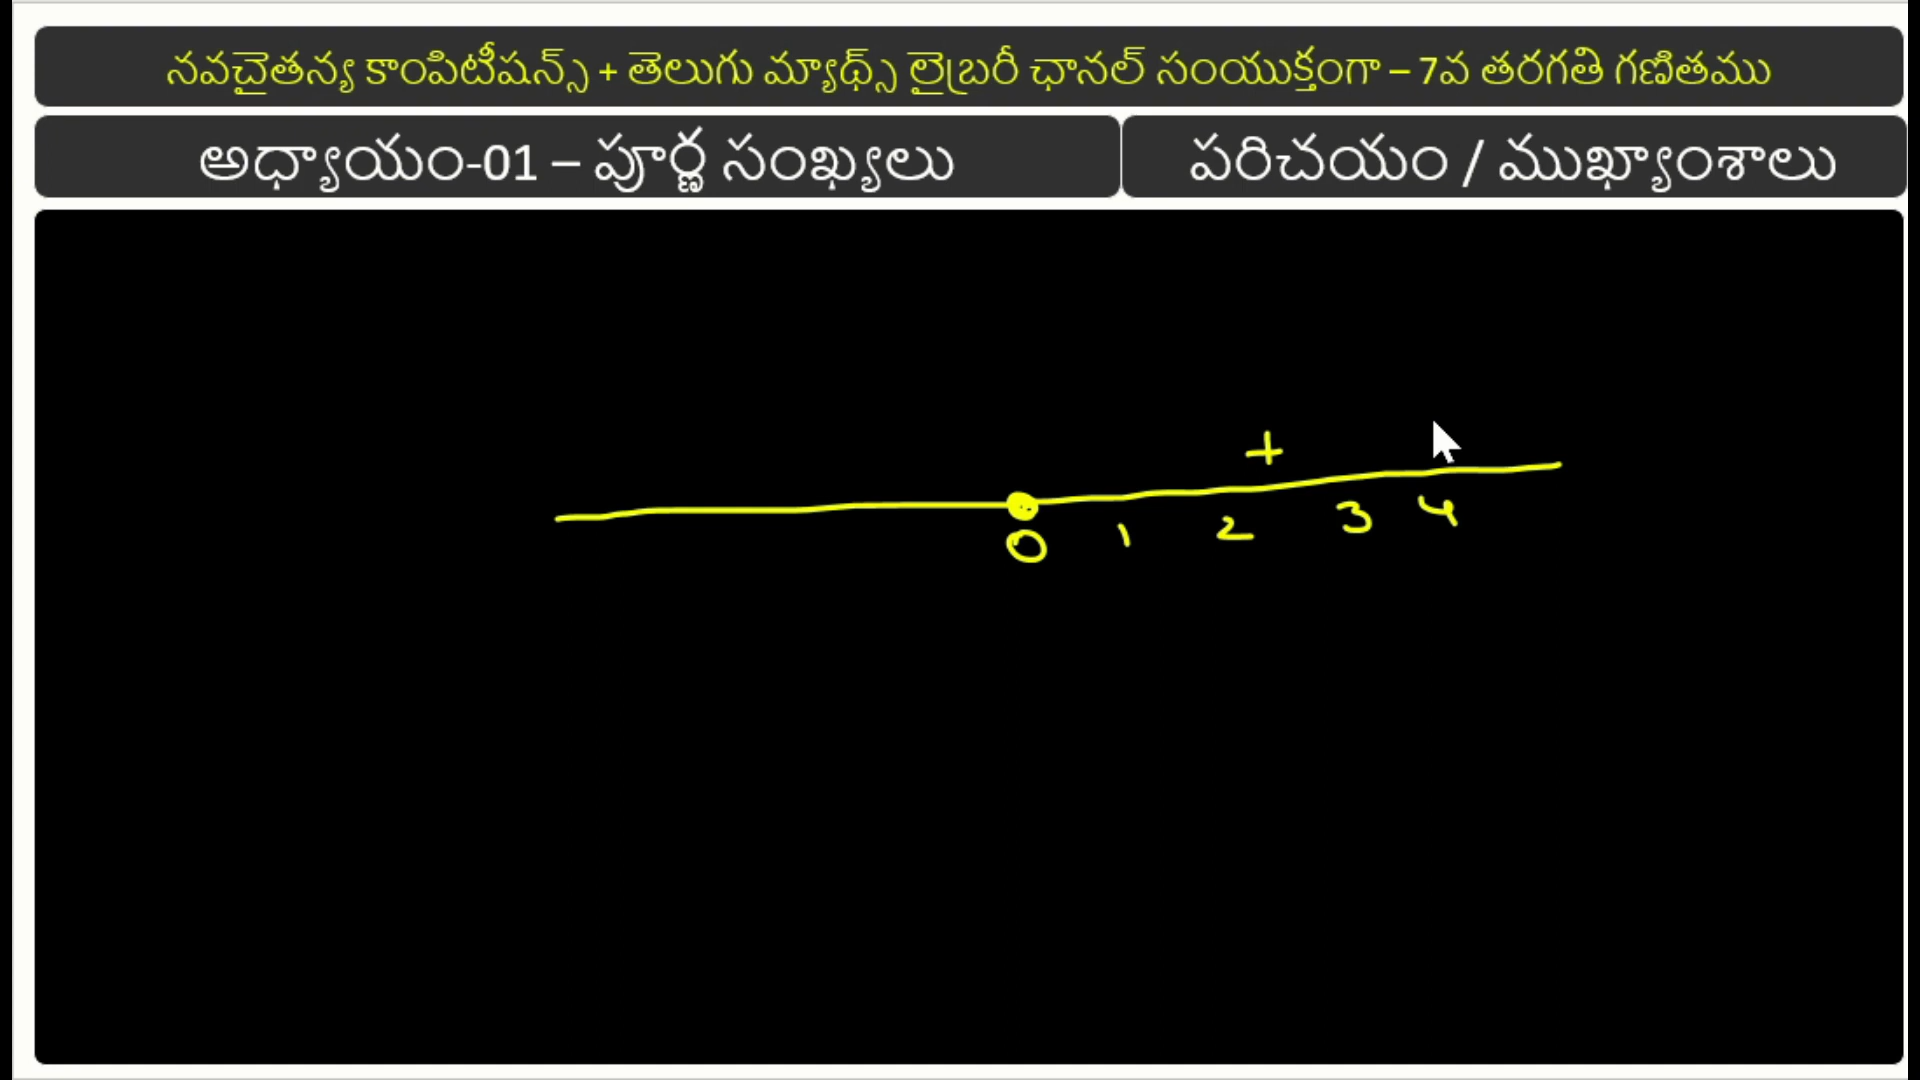 నవచైతన్య కాంపిటీషన్స్ + తెలుగు మ్యాథ్స్ లైబ్రరీ ఛానల్ సంయుక్తంగా – 7వ తరగతి గణితము
అధ్యాయం-01 – పూర్ణ సంఖ్యలు
పరిచయం / ముఖ్యాంశాలు
+
0 1 2 3 4